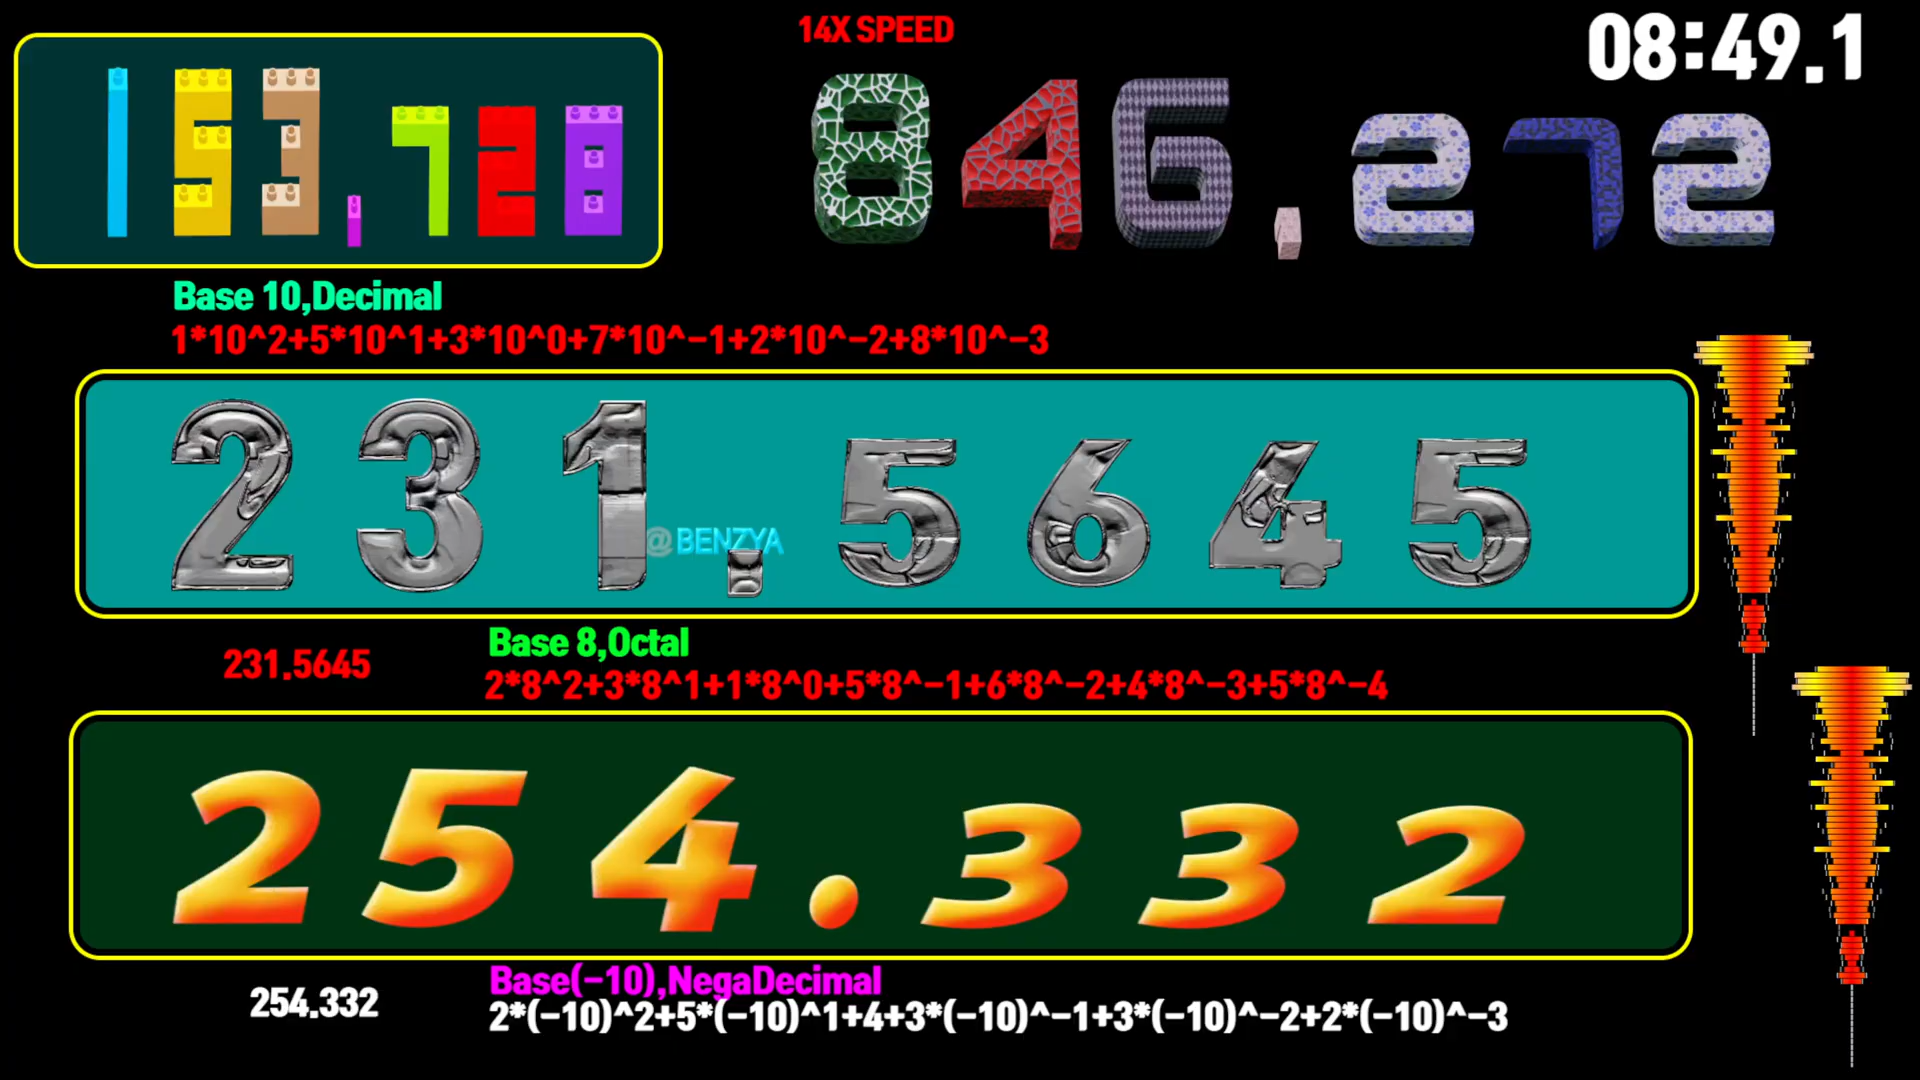 14X SPEED
08:49.1
153.728
846.272
Base 10,Decimal
1*10^2+5*10^1+3*10^0+7*10^-1+2*10^-2+8*10^-3
231.5645
@BENZYA
Base 8,Octal
231.5645
2*8^2+3*8^1+1*8^0+5*8^-1+6*8^-2+4*8^-3+5*8^-4
254.332
Base(-10),NegaDecimal
254.332
2*(-10)^2+5*(-10)^1+4+3*(-10)^-1+3*(-10)^-2+2*(-10)^-3